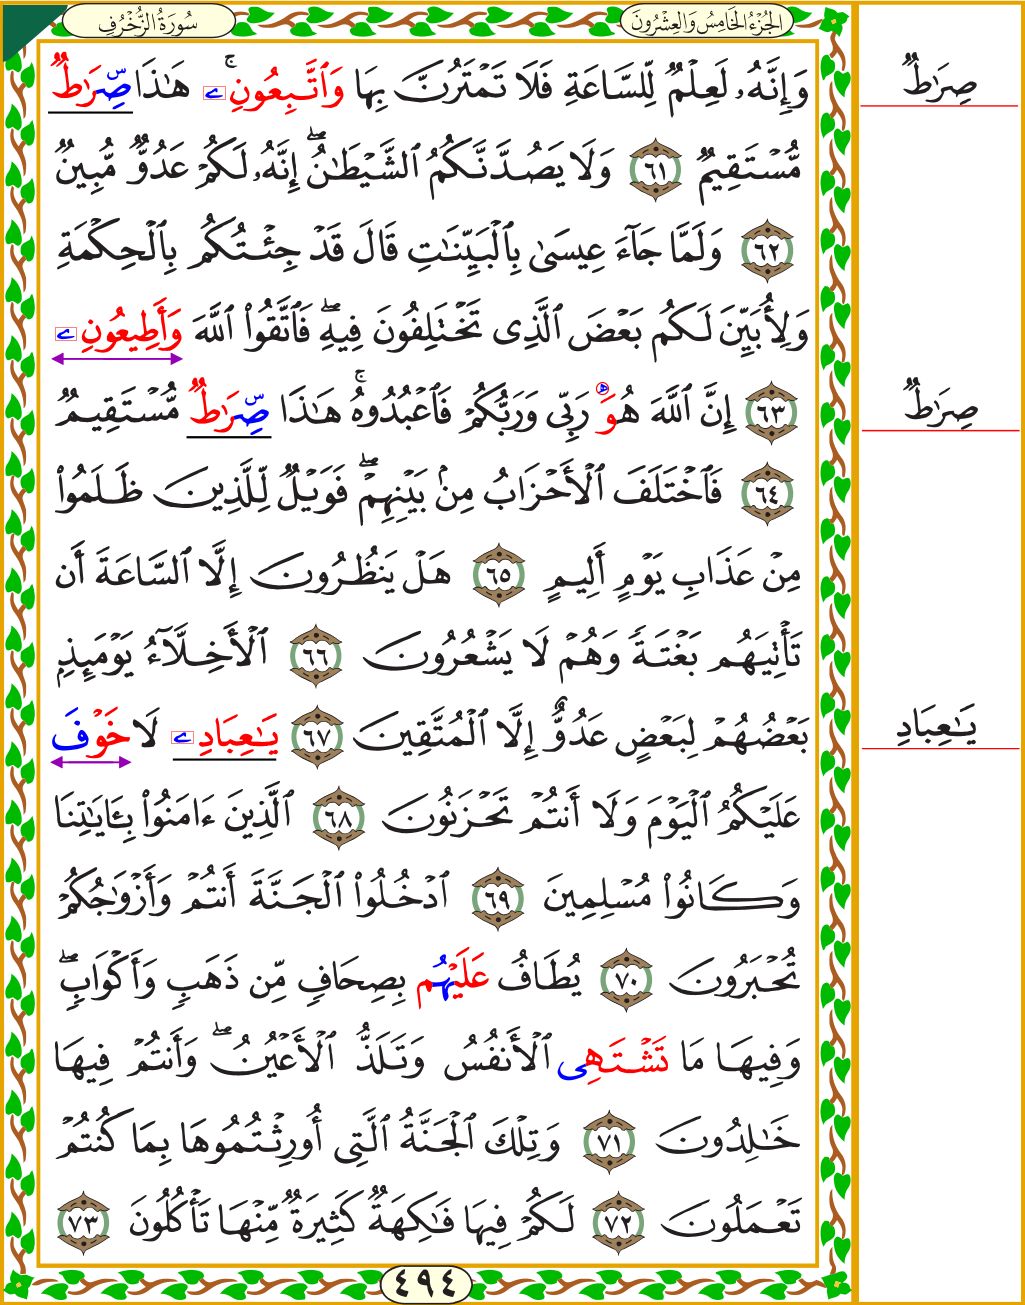 سُورَةُ الزُّخْرُفِ
الجُزْءُ الخَامِسُ وَالعِشْرُونَ
وَإِنَّهُۥ لَعِلْمٌ لِّلسَّاعَةِ فَلَا تَمْتَرُنَّ بِهَا وَٱتَّبِعُونِۦ ۚ هَـٰذَا صِّرَٰطٌ
مُّسْتَقِيمٌ ٦١ وَلَا يَصُدَّنَّكُمُ ٱلشَّيْطَـٰنُ ۖ إِنَّهُۥ لَكُمْ عَدُوٌّ مُّبِينٌ
٦٢ وَلَمَّا جَآءَ عِيسَىٰ بِٱلْبَيِّنَـٰتِ قَالَ قَدْ جِئْتُكُم بِٱلْحِكْمَةِ
وَلِأُبَيِّنَ لَكُم بَعْضَ ٱلَّذِى تَخْتَلِفُونَ فِيهِ ۖ فَٱتَّقُوا۟ ٱللَّهَ وَأَطِيعُونِۦ
٦٣ إِنَّ ٱللَّهَ هُوَ رَبِّى وَرَبُّكُمْ فَٱعْبُدُوهُ ۚ هَـٰذَا صِّرَٰطٌ مُّسْتَقِيمٌ
٦٤ فَٱخْتَلَفَ ٱلْأَحْزَابُ مِنۢ بَيْنِهِمْ ۖ فَوَيْلٌ لِّلَّذِينَ ظَلَمُوا۟
مِنْ عَذَابِ يَوْمٍ أَلِيمٍ ٦٥ هَلْ يَنظُرُونَ إِلَّا ٱلسَّاعَةَ أَن
تَأْتِيَهُم بَغْتَةً وَهُمْ لَا يَشْعُرُونَ ٦٦ ٱلْأَخِلَّآءُ يَوْمَئِذٍۭ
بَعْضُهُمْ لِبَعْضٍ عَدُوٌّ إِلَّا ٱلْمُتَّقِينَ ٦٧ يَـٰعِبَادِۦ لَا خَوْفَ
عَلَيْكُمُ ٱلْيَوْمَ وَلَآ أَنتُمْ تَحْزَنُونَ ٦٨ ٱلَّذِينَ ءَامَنُوا۟ بِـَٔايَـٰتِنَا
وَكَانُوا۟ مُسْلِمِينَ ٦٩ ٱدْخُلُوا۟ ٱلْجَنَّةَ أَنتُمْ وَأَزْوَٰجُكُمْ
تُحْبَرُونَ ٧٠ يُطَافُ عَلَيْهُم بِصِحَافٍ مِّن ذَهَبٍ وَأَكْوَابٍ ۖ
وَفِيهَا مَا تَشْتَهِى ٱلْأَنفُسُ وَتَلَذُّ ٱلْأَعْيُنُ ۖ وَأَنتُمْ فِيهَا
خَـٰلِدُونَ ٧١ وَتِلْكَ ٱلْجَنَّةُ ٱلَّتِىٓ أُورِثْتُمُوهَا بِمَا كُنتُمْ
تَعْمَلُونَ ٧٢ لَكُمْ فِيهَا فَـٰكِهَةٌ كَثِيرَةٌ مِّنْهَا تَأْكُلُونَ ٧٣
٤٩٤
صِرَٰطٌ
صِرَٰطٌ
يَـٰعِبَادِ